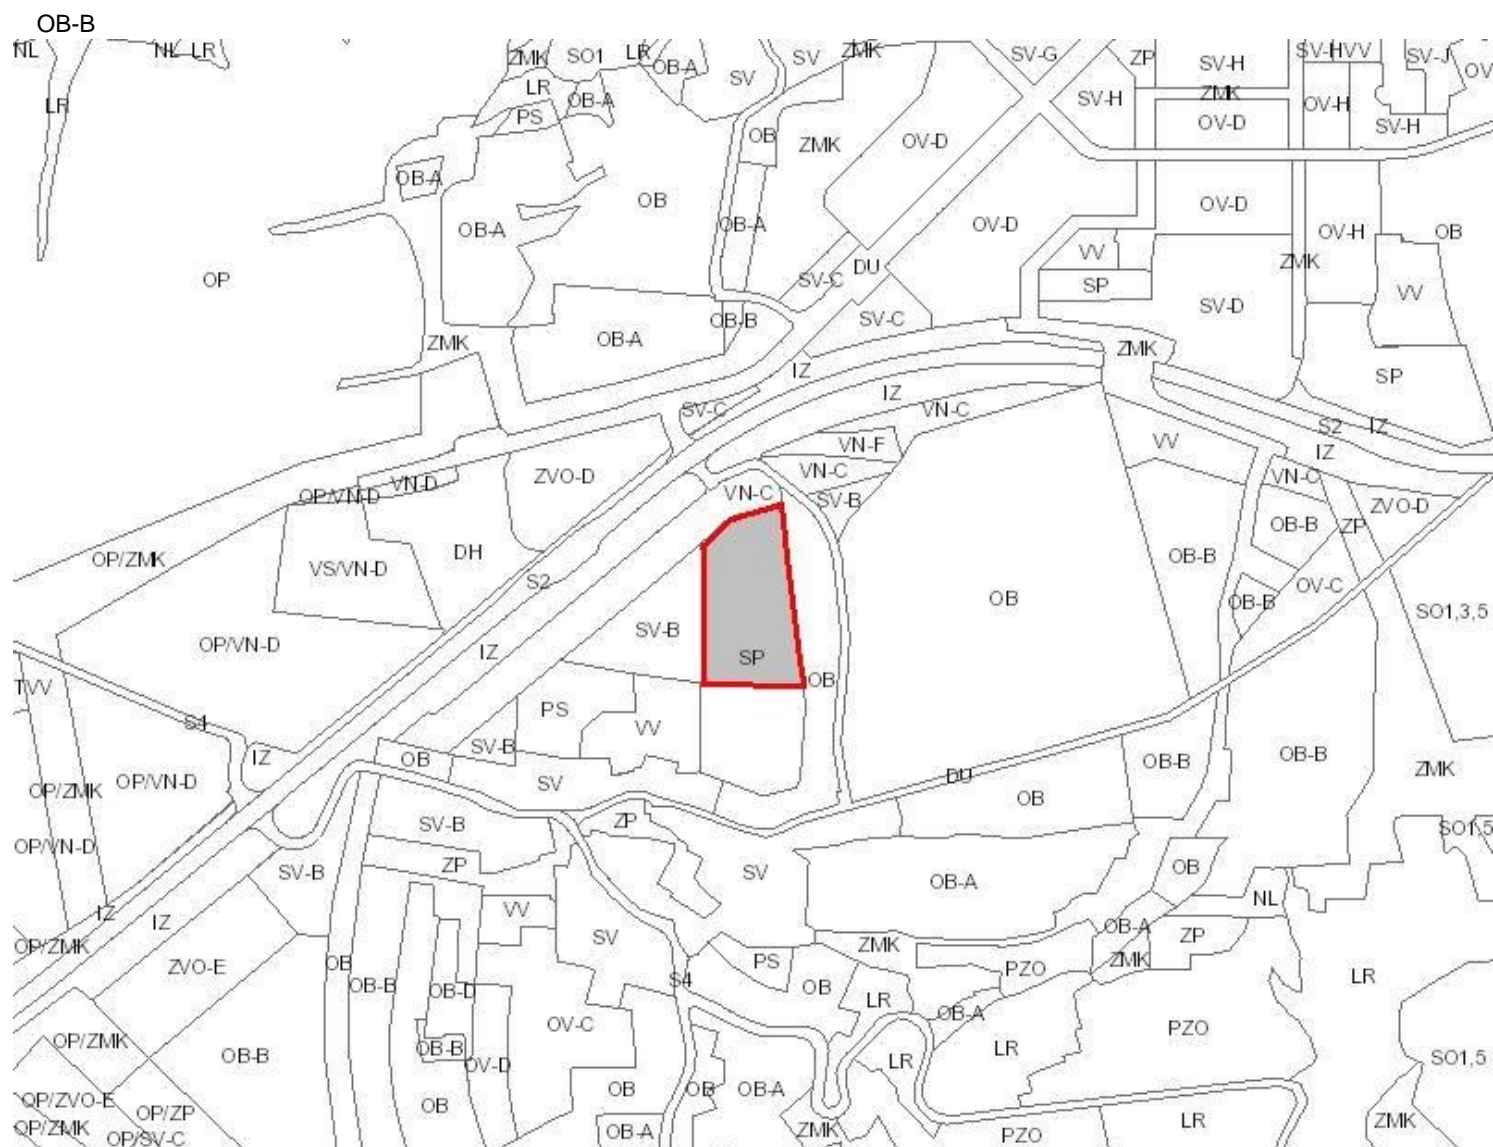 OB-B
NL NL LR ZMK SO1 LR OB-A SV SV ZMK SV-G ZP SV-H SV-H VV SV-J OV
LR LR OB-A SV-H ZMK OV-H
PS OB ZMK OV-D OV-D SV-H
OB-A OB OV-D
OB-A OB-A OV-D OV-H OB
OP SV-C DU VV SP ZMK VV
OB-B SV-C SV-D
ZMK OB-A ZMK
IZ SP
SV-C IZ VN-C S2 IZ
VN-F VV IZ
OP/VN-D VN-D ZVO-D VN-C VN-C SV-B VN-C ZVO-D
OB-B ZP
OP/ZMK DH OB-B
VS/VN-D S2 OV-C
OB OB-B SO1,3,5
OP/VN-D SV-B
IZ SP
TVV OB
S4 PS VV
IZ SV-B OB OB-B OB-B
OP/ZMK OP/VN-D SV DU OB ZMK
SV-B ZP SO1,5
OP/VN-D
SV-B ZP SV OB-A OB
NL
IZ IZ VV OB-A
OP/ZMK SV ZMK ZP
ZVO-E OB PS PZO ZMK LR
OB-B OB-D S4 OB LR
OB-A
OP/ZMK OV-C PZO
OB-B OB-B OV-D LR LR SO1,5
OP/ZVO-E OP/ZP OB OB OB OB-A
OP/ZMK OP/SV-C OB-A ZMK PZO LR ZMK